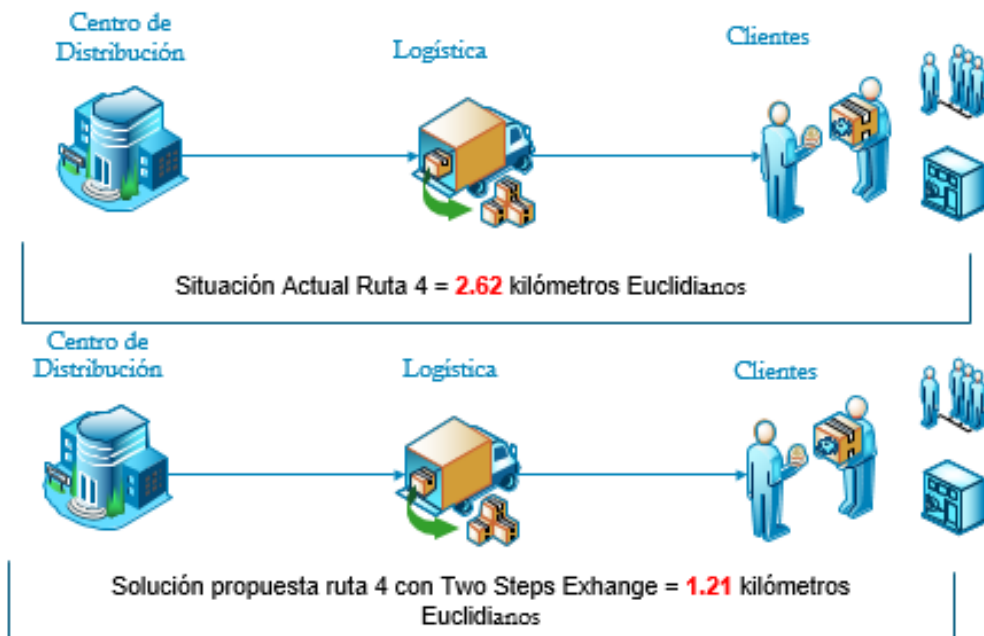 Centro de
Distribución
Logística
Clientes
Situación Actual Ruta 4 = 2.62 kilómetros Euclidianos
Centro de
Distribución
Logística
Clientes
Solución propuesta ruta 4 con Two Steps Exhange = 1.21 kilómetros
Euclidianos